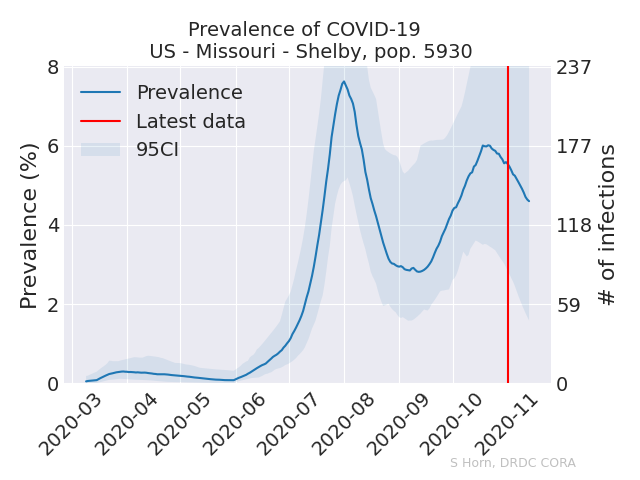 Prevalence of COVID-19
US - Missouri - Shelby, pop. 5930
Prevalence (%)
8
6
4
2
0
Prevalence
Latest data
95CI
237
177
118
59
0
# of infections
2020-03
2020-04
2020-05
2020-06
2020-07
2020-08
2020-09
2020-10
2020-11
S Horn, DRDC CORA